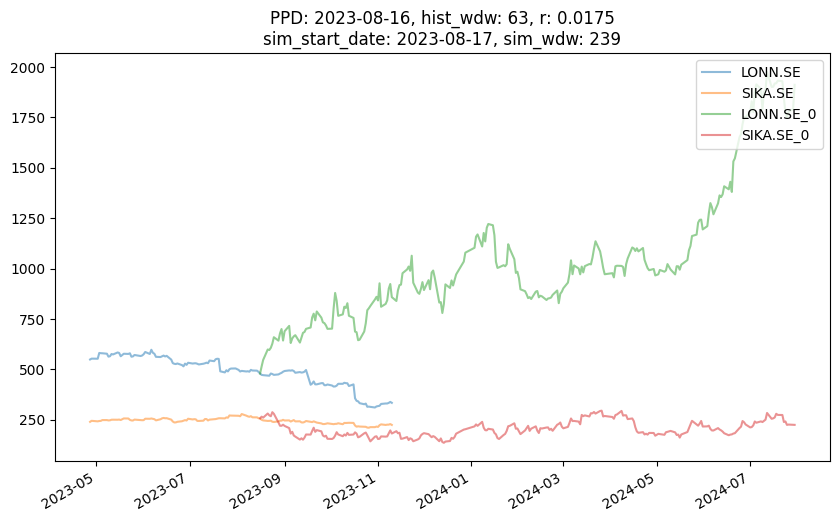 PPD: 2023-08-16, hist_wdw: 63, r: 0.0175
sim_start_date: 2023-08-17, sim_wdw: 239
2000
1750
1500
1250
1000
750
500
250
LONN.SE
SIKA.SE
LONN.SE_0
SIKA.SE_0
2023-05
2023-07
2023-09
2023-11
2024-01
2024-03
2024-05
2024-07